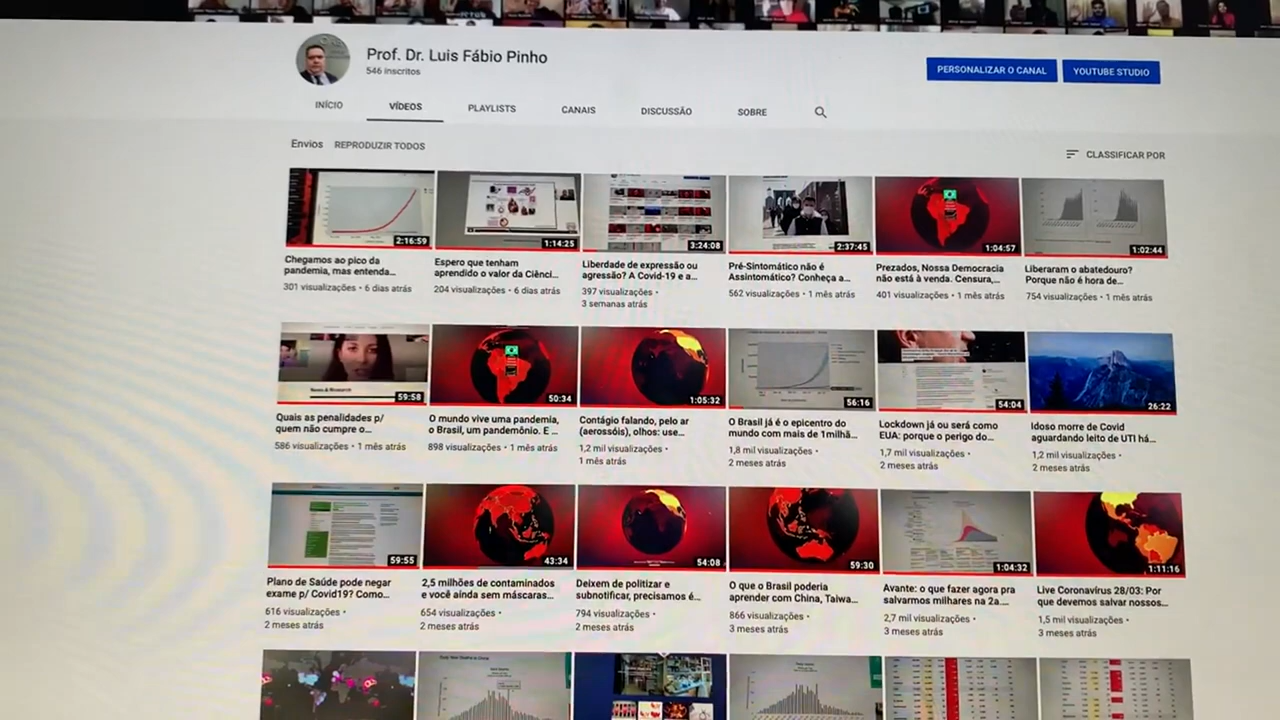 Prof. Dr. Luis Fábio Pinho
546 inscritos
PERSONALIZAR O CANAL
YOUTUBE STUDIO
INÍCIO
VÍDEOS
PLAYLISTS
CANAIS
DISCUSSÃO
SOBRE
Envios
REPRODUZIR TODOS
CLASSIFICAR POR
2:16:59
1:14:25
3:24:08
2:37:45
1:04:57
1:02:44
Chegamos ao pico da
pandemia, mas entenda...
301 visualizações • 6 dias atrás
Espero que tenham
aprendido o valor da Ciênci...
204 visualizações • 6 dias atrás
Liberdade de expressão ou
agressão? A Covid-19 e a...
397 visualizações •
3 semanas atrás
Pré-Sintomático não é
Assintomático? Conheça a...
562 visualizações • 1 mês atrás
Prezados, Nossa Democracia
não está à venda. Censura,...
401 visualizações • 1 mês atrás
Liberaram o abatedouro?
Porque não é hora de...
754 visualizações • 1 mês atrás
59:58
50:34
1:05:32
56:16
54:04
26:22
Quais as penalidades p/
quem não cumpre o...
586 visualizações • 1 mês atrás
O mundo vive uma pandemia,
o Brasil, um pandemônio. E ...
898 visualizações • 1 mês atrás
Contágio falando, pelo ar
(aerossóis), olhos: use...
1,2 mil visualizações •
1 mês atrás
O Brasil já é o epicentro do
mundo com mais de 1milhã...
1,8 mil visualizações •
2 meses atrás
Lockdown já ou será como
EUA: porque o perigo do...
1,7 mil visualizações •
2 meses atrás
Idoso morre de Covid
aguardando leito de UTI há...
1,2 mil visualizações •
2 meses atrás
59:55
43:34
54:08
59:30
1:04:32
1:11:16
Plano de Saúde pode negar
exame p/ Covid19? Como...
616 visualizações •
2 meses atrás
2,5 milhões de contaminados
e você ainda sem máscaras...
654 visualizações •
2 meses atrás
Deixem de politizar e
subnotificar, precisamos é...
794 visualizações •
2 meses atrás
O que o Brasil poderia
aprender com China, Taiwa...
866 visualizações •
3 meses atrás
Avante: o que fazer agora pra
salvarmos milhares na 2a....
2,7 mil visualizações •
3 meses atrás
Live Coronavírus 28/03: Por
que devemos salvar nossos...
1,5 mil visualizações •
3 meses atrás